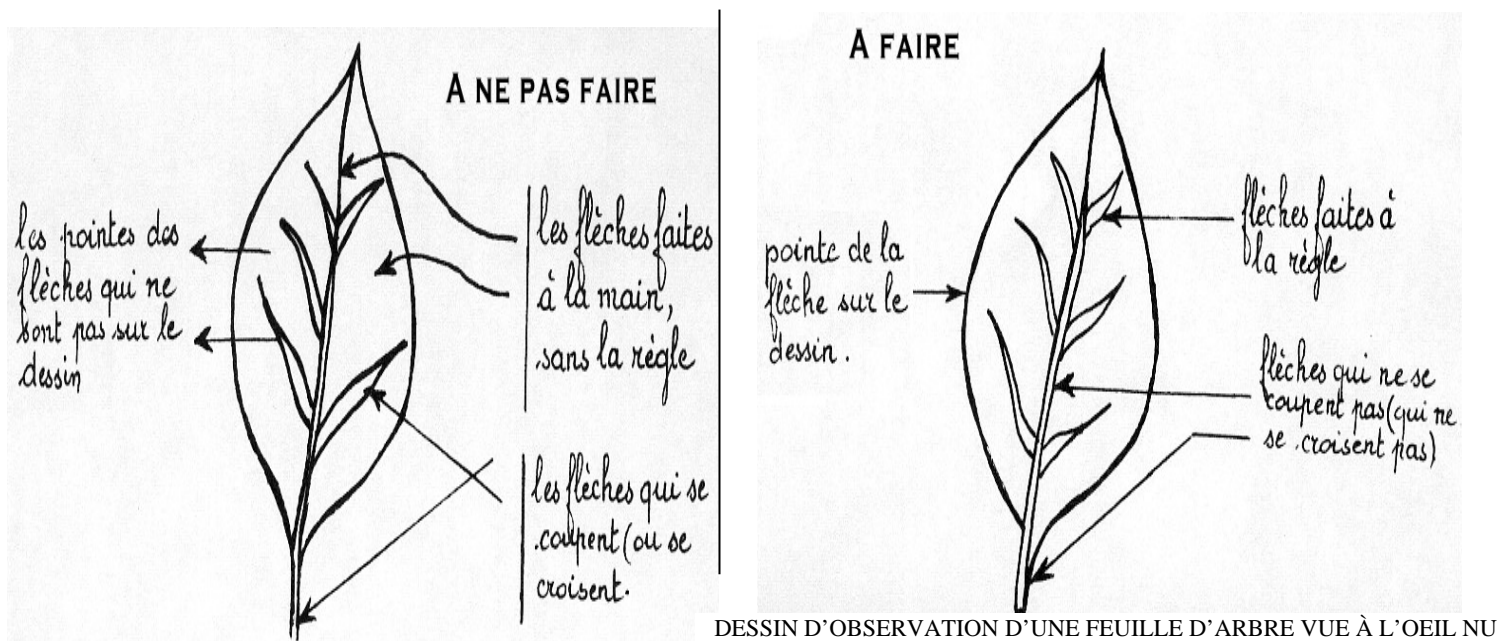 A NE PAS FAIRE
les pointes des
flèches qui ne
sont pas sur le
dessin
les flèches faites
à la main,
sans la règle
les flèches qui se
coupent (ou se
croisent.
A FAIRE
pointe de la
flèche sur le
dessin.
flèches faites à
la règle
flèches qui ne se
coupent pas (qui ne
se croisent pas)
DESSIN D'OBSERVATION D'UNE FEUILLE D'ARBRE VUE À L'OEIL NU